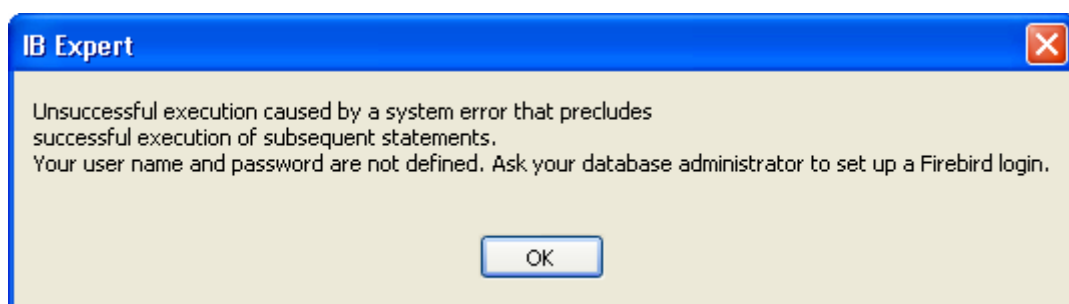 IB Expert
Unsuccessful execution caused by a system error that precludes
successful execution of subsequent statements.
Your user name and password are not defined. Ask your database administrator to set up a Firebird login.
OK